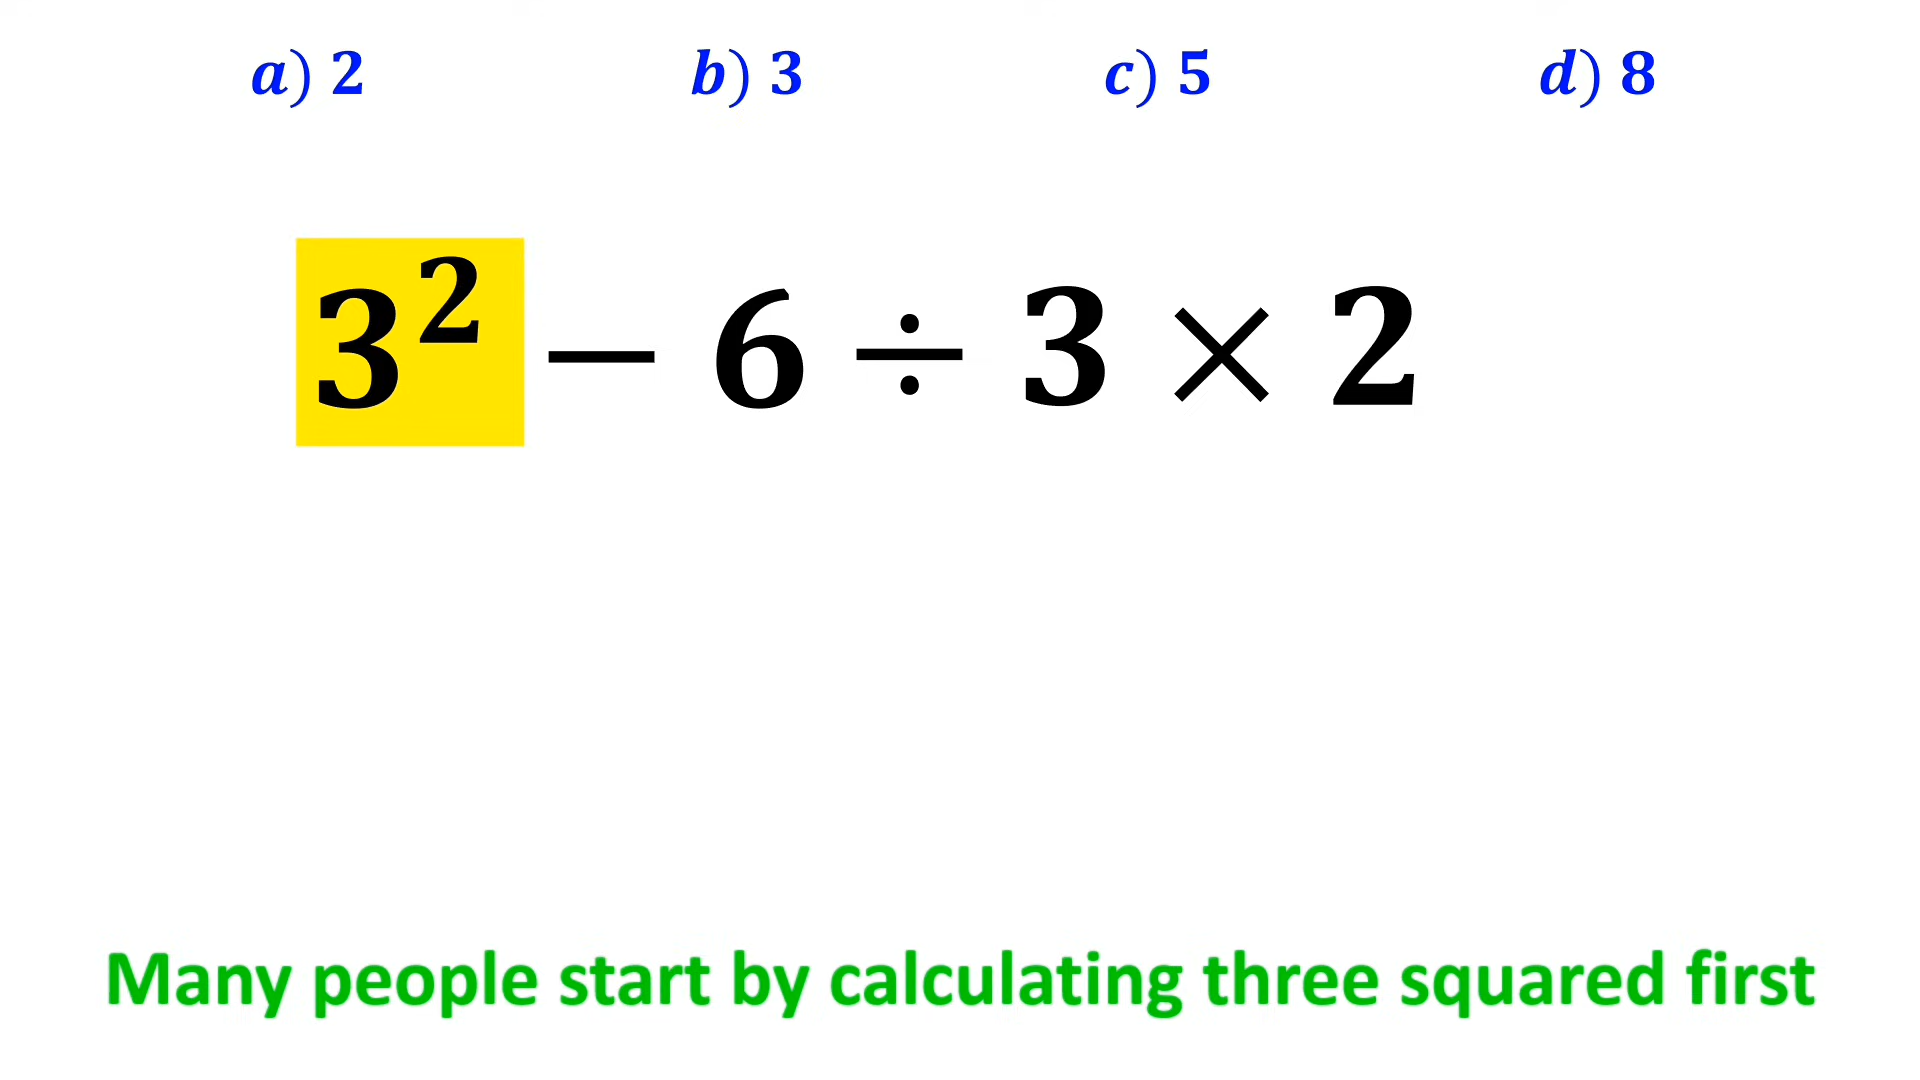 a) 2 b) 3 c) 5 d) 8
3² − 6 ÷ 3 × 2
Many people start by calculating three squared first